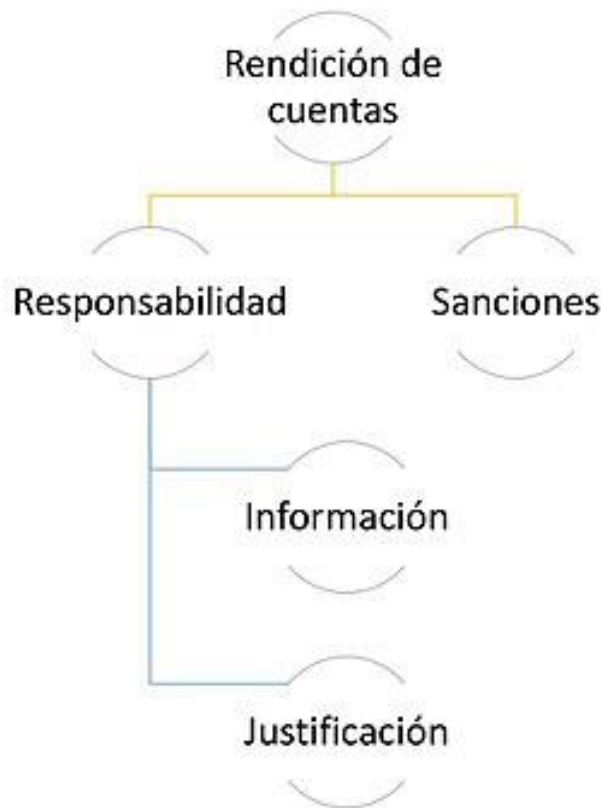 Rendición de
cuentas
Responsabilidad
Sanciones
Información
Justificación